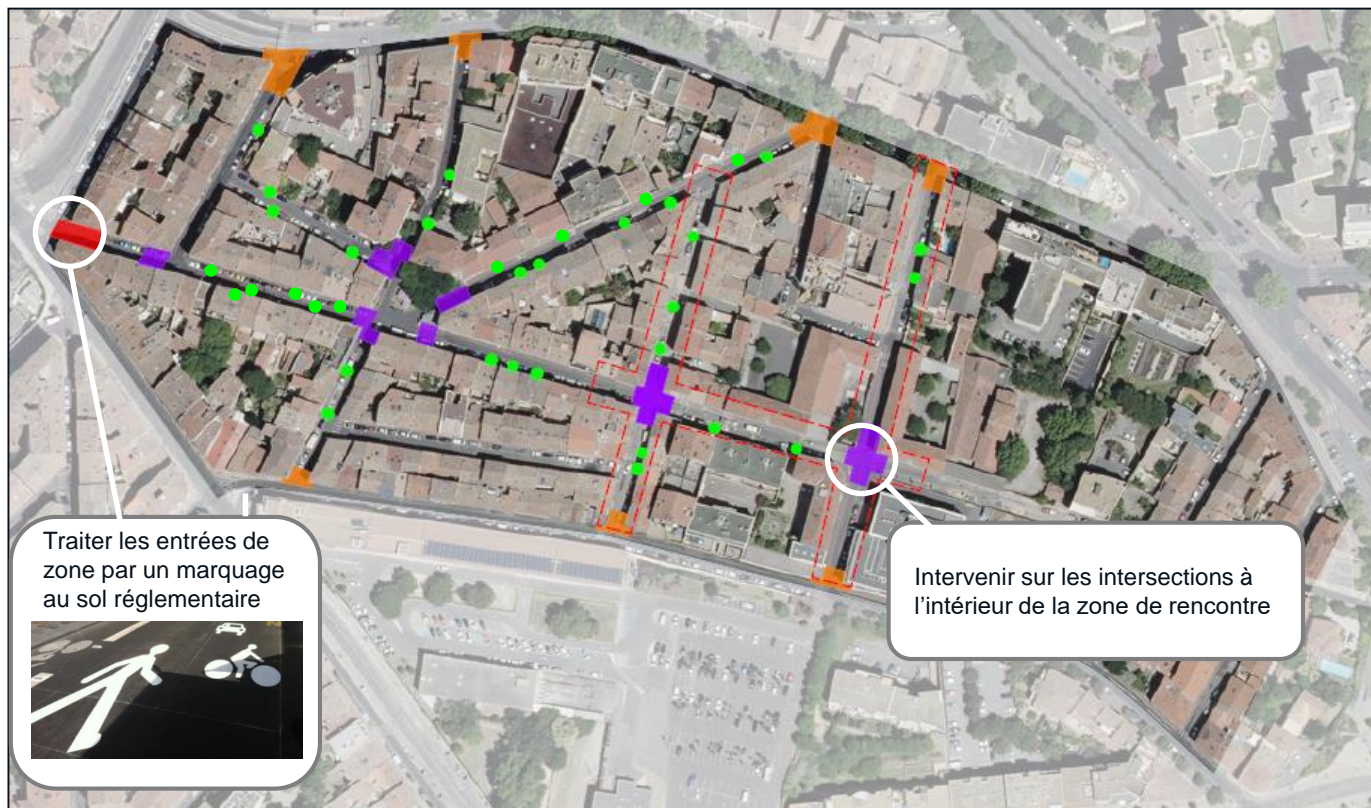 Traiter les entrées de
zone par un marquage
au sol réglementaire
Intervenir sur les intersections à
l’intérieur de la zone de rencontre